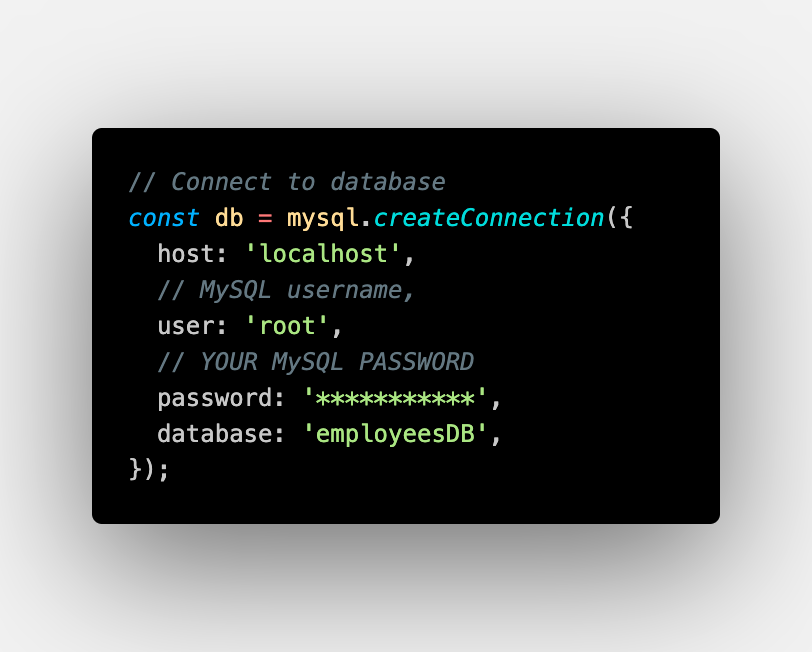 // Connect to database
const db = mysql.createConnection({
  host: 'localhost',
  // MySQL username,
  user: 'root',
  // YOUR MySQL PASSWORD
  password: '***********',
  database: 'employeesDB',
});